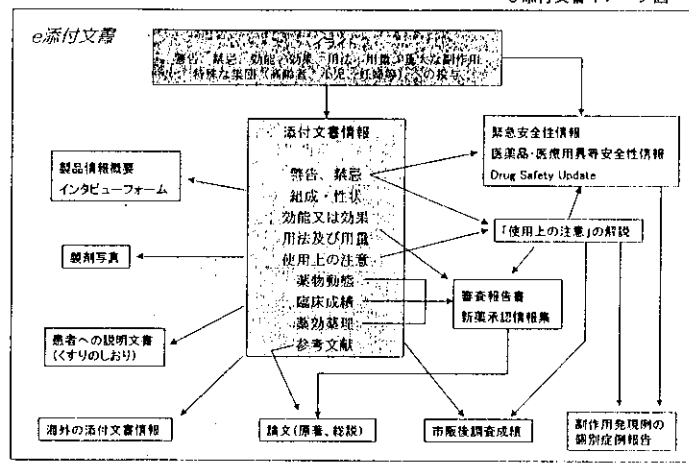 e添付文書イメージ図
e添付文書
ハイライト
警告、禁忌、効能・効果、用法・用量、重大な副作用
特殊な集団（高齢者、小児、妊婦等）への投与
添付文書情報
警告、禁忌
組成・性状
効能又は効果
用法及び用量
使用上の注意
薬物動態
臨床成績
薬効薬理
参考文献
緊急安全性情報
医薬品・医療用具等安全性情報
Drug Safety Update
製品情報概要
インタビューフォーム
「使用上の注意」の解説
製剤写真
審査報告書
新薬承認情報集
患者への説明文書
(くすりのしおり)
海外の添付文書情報
論文(原著、総説)
市販後調査成績
副作用発現例の
個別症例報告